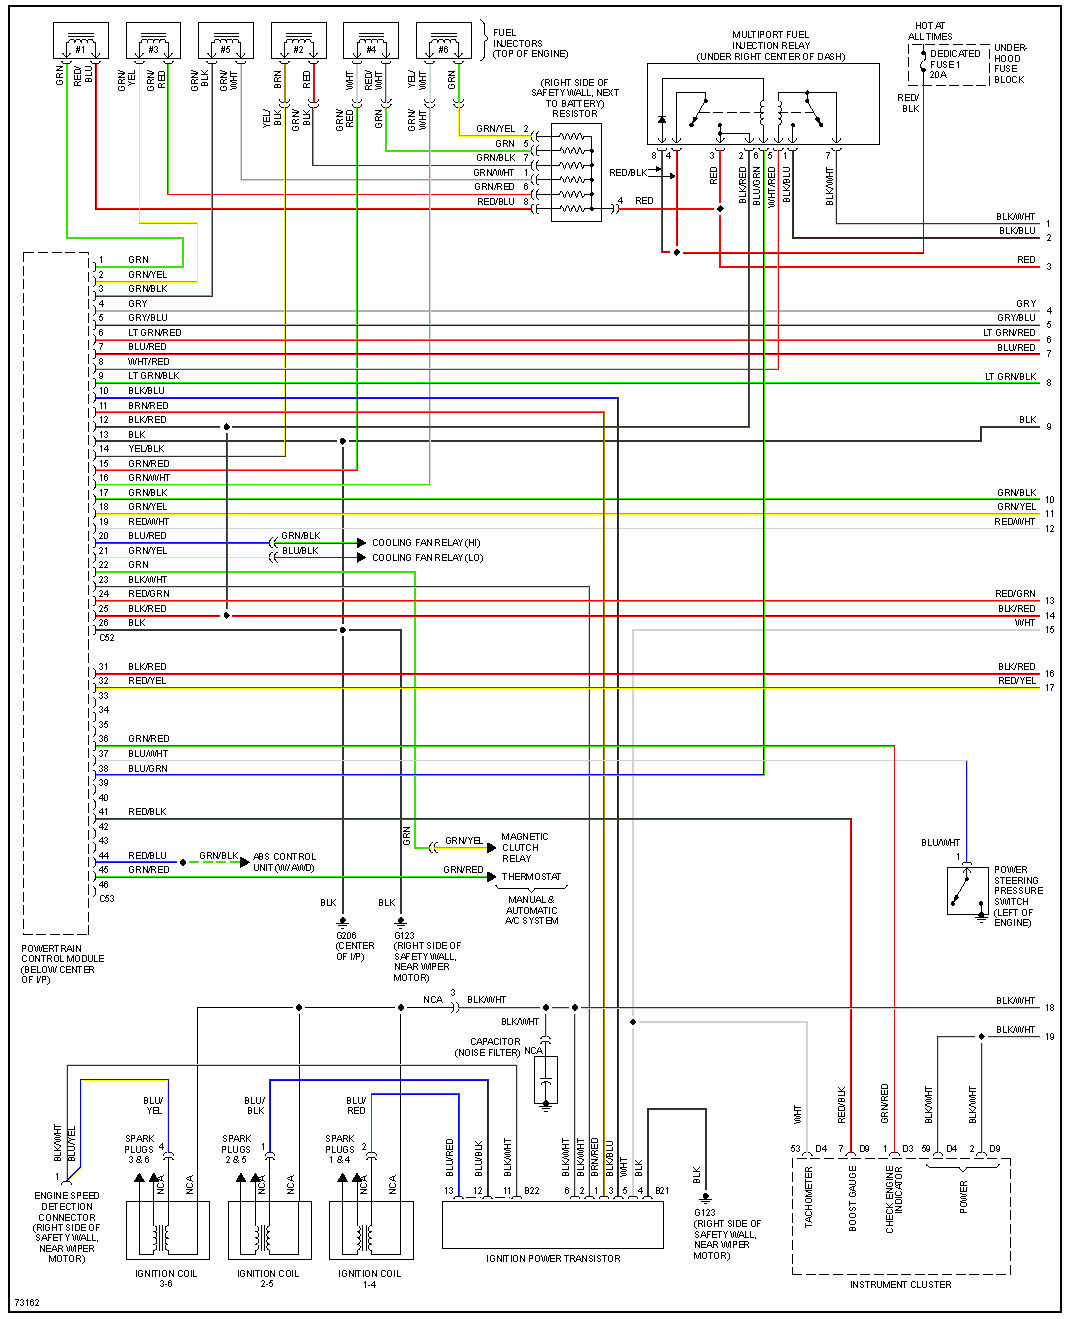 #1
#3
#5
#2
#4
#6
FUEL
INJECTORS
(TOP OF ENGINE)
MULTIPORT FUEL
INJECTION RELAY
(UNDER RIGHT CENTER OF DASH)
HOT AT
ALL TIMES
DEDICATED
FUSE 1
20A
UNDER-
HOOD
FUSE
BLOCK
RED/
BLK
GRN
RED/
BLU
GRN/
YEL
GRN/
RED
GRN/
BLK
GRN/
WHT
BRN
RED
WHT
RED/
WHT
YEL/
WHT
GRN
YEL/
BLK
GRN/
BLK
GRN/
RED
GRN
GRN/
WHT
(RIGHT SIDE OF
SAFETY WALL, NEXT
TO BATTERY)
RESISTOR
GRN/YEL 2
GRN 5
GRN/BLK 7
GRN/WHT 1
GRN/RED 6
RED/BLU 8
4 RED
8 4 3 2 6 5 1 7
RED/BLK
RED
BLK/RED
BLU/GRN
WHT/RED
BLK/BLU
BLK/WHT
BLK/WHT 1
BLK/BLU 2
RED 3
1 GRN
2 GRN/YEL
3 GRN/BLK
4 GRY GRY 4
5 GRY/BLU GRY/BLU 5
6 LT GRN/RED LT GRN/RED 6
7 BLU/RED BLU/RED 7
8 WHT/RED
9 LT GRN/BLK LT GRN/BLK 8
10 BLK/BLU
11 BRN/RED
12 BLK/RED BLK 9
13 BLK
14 YEL/BLK
15 GRN/RED
16 GRN/WHT
17 GRN/BLK GRN/BLK 10
18 GRN/YEL GRN/YEL 11
19 RED/WHT RED/WHT 12
20 BLU/RED GRN/BLK COOLING FAN RELAY (HI)
21 GRN/YEL BLU/BLK COOLING FAN RELAY (LO)
22 GRN
23 BLK/WHT
24 RED/GRN RED/GRN 13
25 BLK/RED BLK/RED 14
26 BLK WHT 15
C52
31 BLK/RED BLK/RED 16
32 RED/YEL RED/YEL 17
33
34
35
36 GRN/RED
37 BLU/WHT
38 BLU/GRN
39
40
41 RED/BLK
42
43
44 RED/BLU GRN/BLK
45 GRN/RED
46
C53
ABS CONTROL
UNIT (W/ AWD)
GRN
GRN/YEL
MAGNETIC
CLUTCH
RELAY
GRN/RED THERMOSTAT
MANUAL &
AUTOMATIC
A/C SYSTEM
BLU/WHT
1
POWER
STEERING
PRESSURE
SWITCH
(LEFT OF
ENGINE)
BLK
BLK
G206
(CENTER
OF I/P)
G123
(RIGHT SIDE OF
SAFETY WALL,
NEAR WIPER
MOTOR)
POWERTRAIN
CONTROL MODULE
(BELOW CENTER
OF I/P)
NCA 3 BLK/WHT
BLK/WHT 18
BLK/WHT
BLK/WHT 19
CAPACITOR
(NOISE FILTER)
NCA
BLK/WHT
BLU/YEL
BLU/
YEL
BLU/
BLK
BLU/
RED
1
ENGINE SPEED
DETECTION
CONNECTOR
(RIGHT SIDE OF
SAFETY WALL,
NEAR WIPER
MOTOR)
SPARK
PLUGS
3 & 6
4
NCA
NCA
SPARK
PLUGS
2 & 5
1
NCA
NCA
SPARK
PLUGS
1 & 4
2
NCA
NCA
IGNITION COIL
3-6
IGNITION COIL
2-5
IGNITION COIL
1-4
BLU/RED
BLU/BLK
BLK/WHT
13 12 11 B22
BLK/WHT
BLK/WHT
BRN/RED
BLK/BLU
WHT
BLK
6 2 1 3 5 4 B21
IGNITION POWER TRANSISTOR
BLK
G123
(RIGHT SIDE OF
SAFETY WALL,
NEAR WIPER
MOTOR)
WHT
RED/BLK
GRN/RED
BLK/WHT
BLK/WHT
53 D4 7 D9 1 D3 59 D4 2 D9
TACHOMETER
BOOST GAUGE
CHECK ENGINE
INDICATOR
POWER
INSTRUMENT CLUSTER
73162